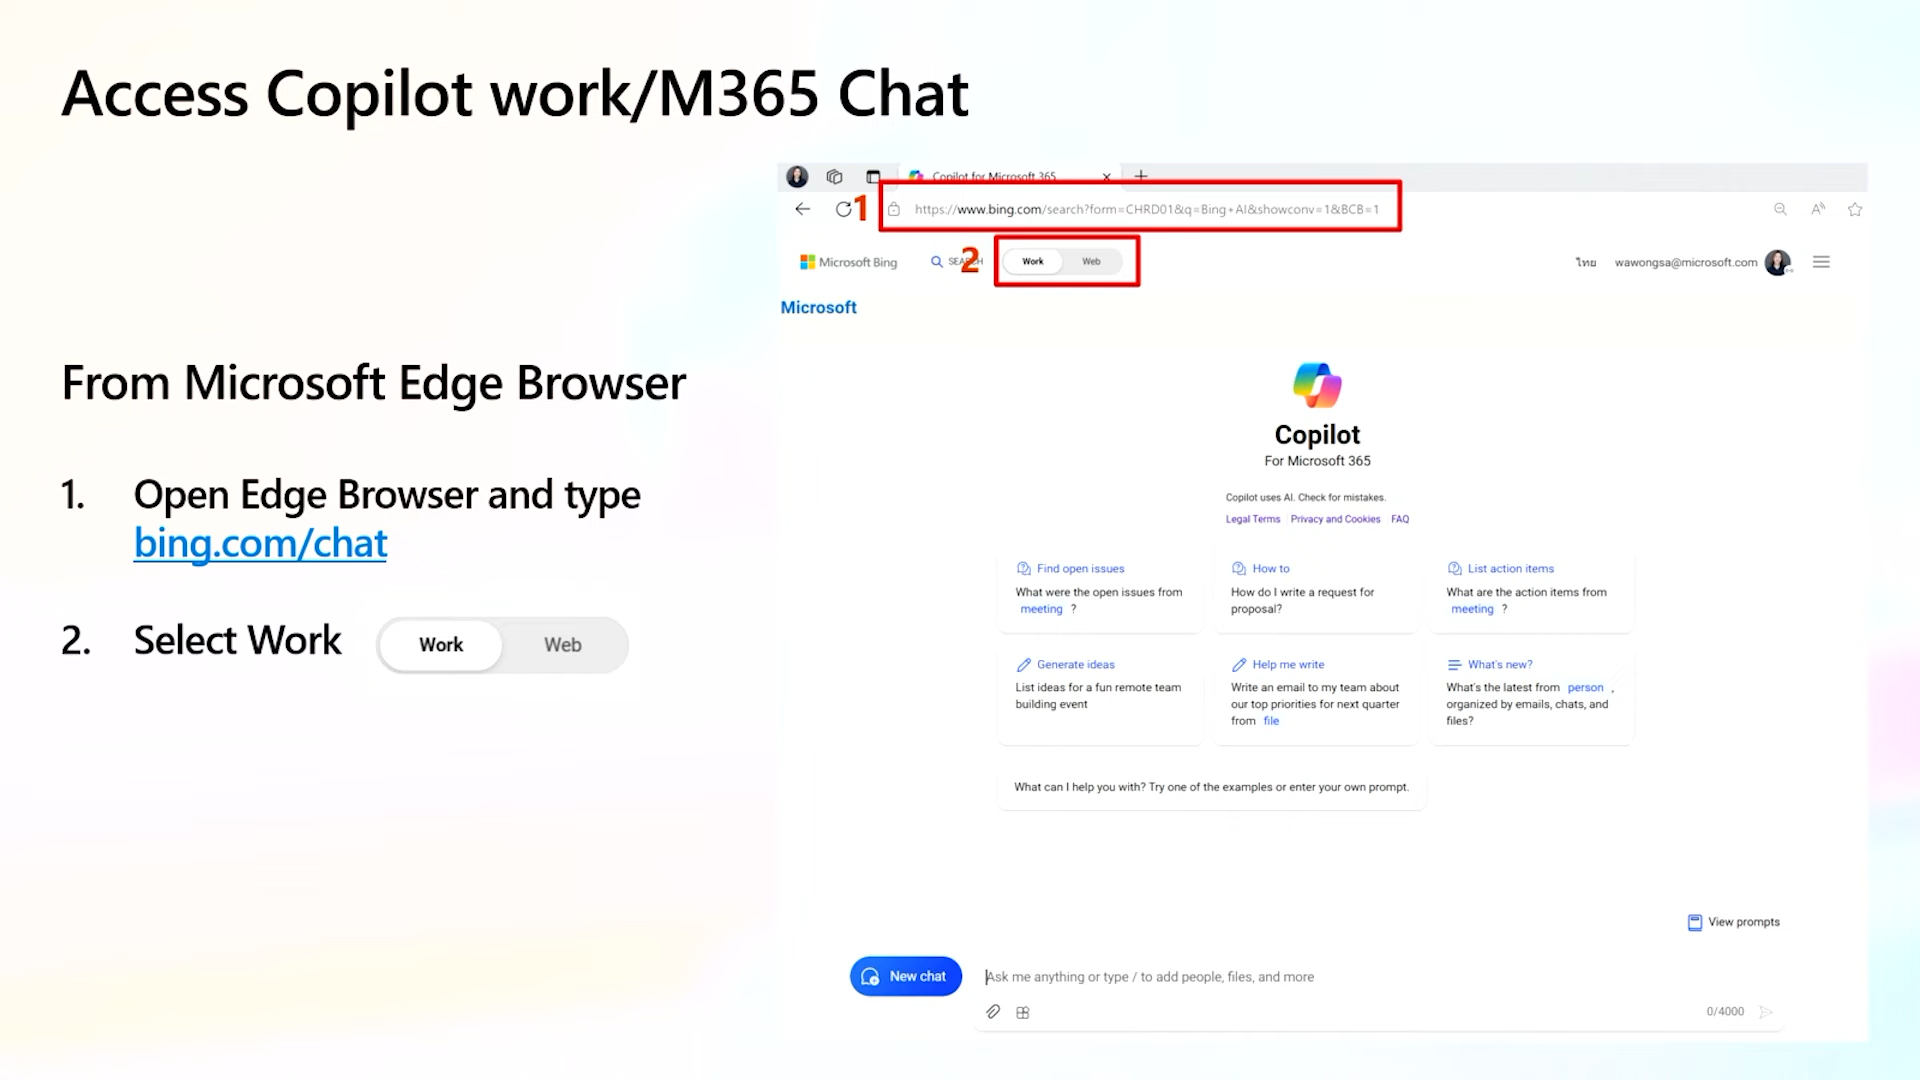 Access Copilot work/M365 Chat
From Microsoft Edge Browser
1. Open Edge Browser and type
bing.com/chat
2. Select Work
Work Web
Copilot for Microsoft 365
1
https://www.bing.com/search?form=CHRD01&q=Bing+AI&showconv=1&BCB=1
Microsoft Bing
SEARCH
2
Work Web
ไทย
wawongsa@microsoft.com
Microsoft
Copilot
For Microsoft 365
Copilot uses AI. Check for mistakes.
Legal Terms Privacy and Cookies FAQ
Find open issues
What were the open issues from
meeting ?
How to
How do I write a request for
proposal?
List action items
What are the action items from
meeting ?
Generate ideas
List ideas for a fun remote team
building event
Help me write
Write an email to my team about
our top priorities for next quarter
from file
What's new?
What's the latest from person ,
organized by emails, chats, and
files?
What can I help you with? Try one of the examples or enter your own prompt.
View prompts
New chat
Ask me anything or type / to add people, files, and more
0/4000